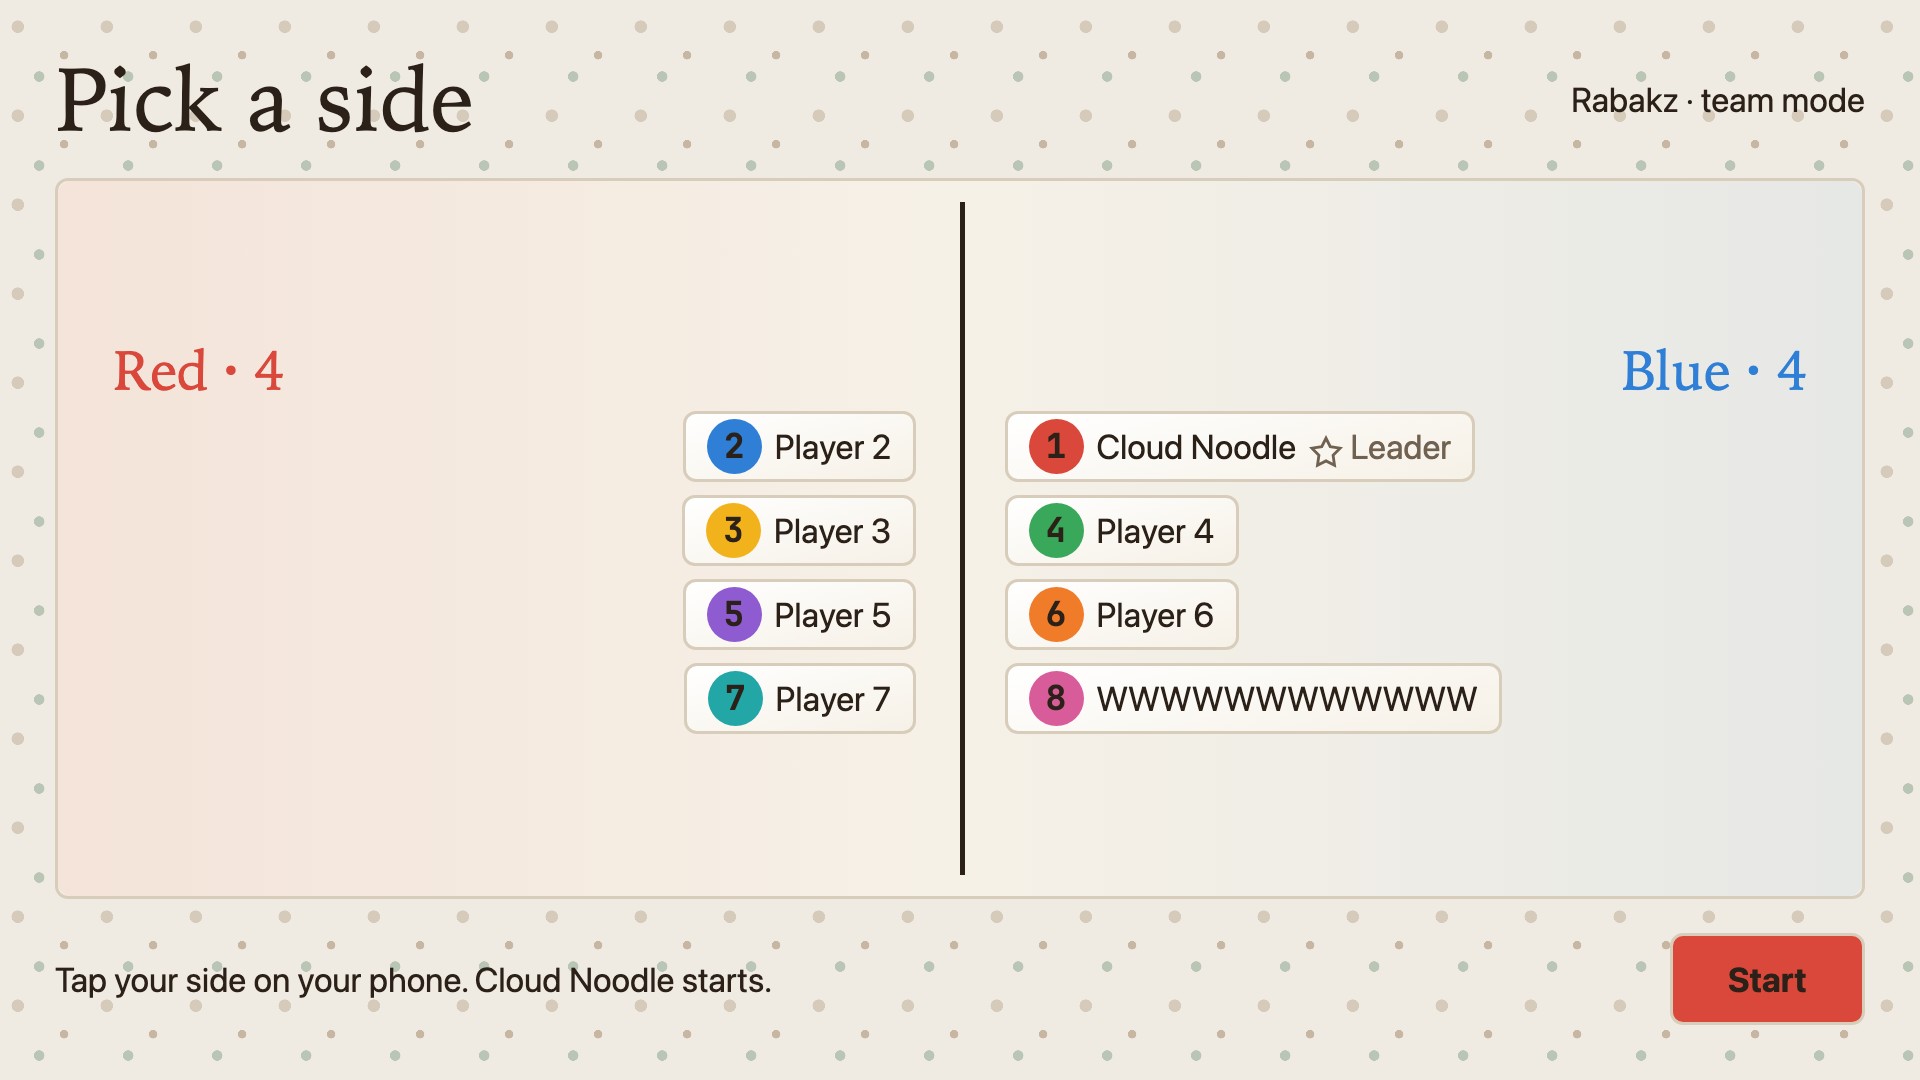 Pick a side
Rabakz · team mode
Red · 4
Blue · 4
2 Player 2
3 Player 3
5 Player 5
7 Player 7
1 Cloud Noodle ☆ Leader
4 Player 4
6 Player 6
8 WWWWWWWWWWWW
Tap your side on your phone. Cloud Noodle starts.
Start